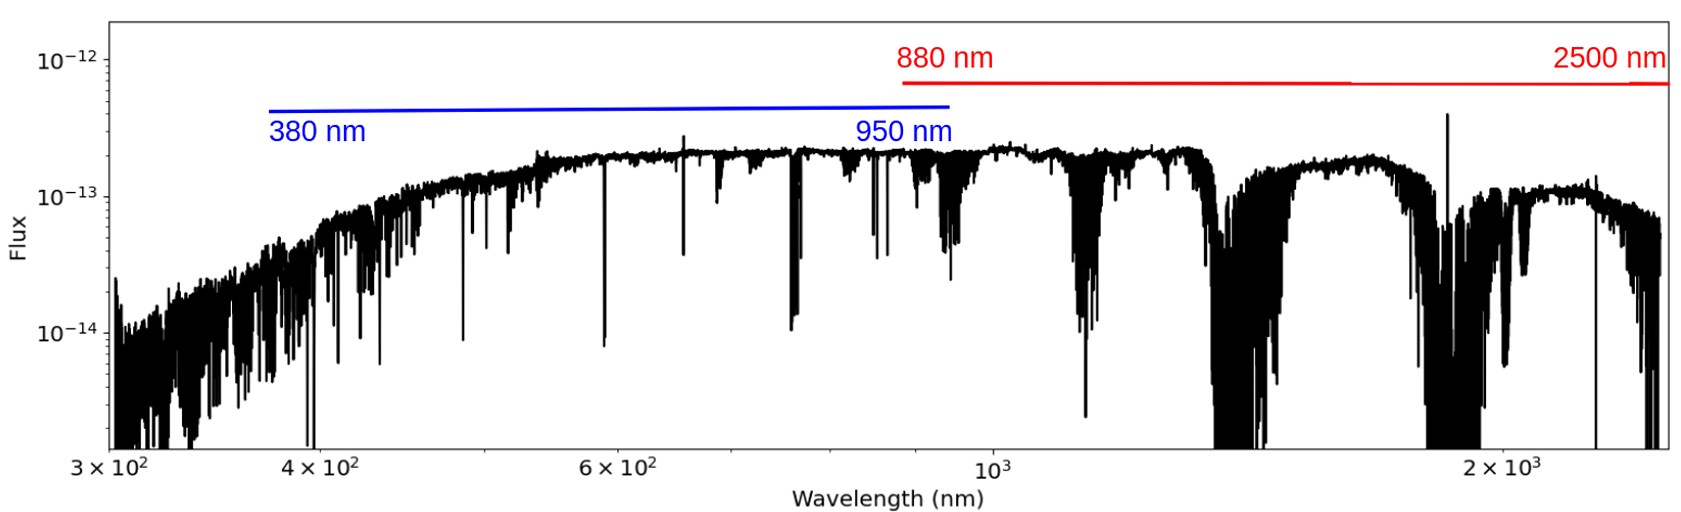 10⁻¹²
880 nm
2500 nm
380 nm
950 nm
10⁻¹³
10⁻¹⁴
Flux
3 × 10²
4 × 10²
6 × 10²
10³
2 × 10³
Wavelength (nm)